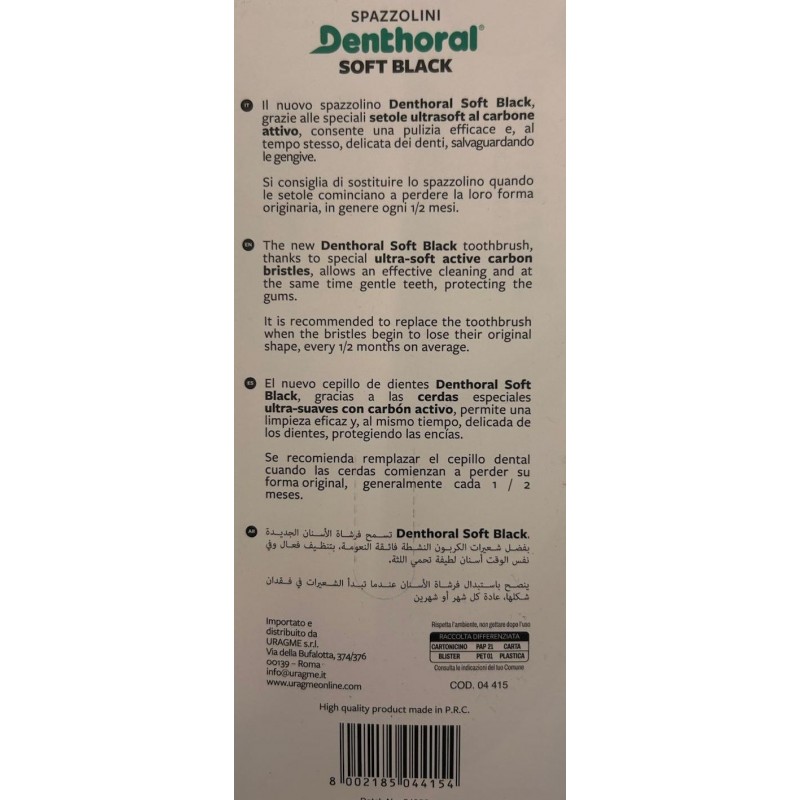 SPAZZOLINI
Denthoral®
SOFT BLACK
IT Il nuovo spazzolino Denthoral Soft Black,
grazie alle speciali setole ultrasoft al carbone
attivo, consente una pulizia efficace e, al
tempo stesso, delicata dei denti, salvaguardando
le gengive.
Si consiglia di sostituire lo spazzolino quando
le setole cominciano a perdere la loro forma
originaria, in genere ogni 1/2 mesi.
EN The new Denthoral Soft Black toothbrush,
thanks to special ultra-soft active carbon
bristles, allows an effective cleaning and at
the same time gentle teeth, protecting the
gums.
It is recommended to replace the toothbrush
when the bristles begin to lose their original
shape, every 1/2 months on average.
ES El nuevo cepillo de dientes Denthoral Soft
Black, gracias a las cerdas especiales
ultra-suaves con carbón activo, permite una
limpieza eficaz y, al mismo tiempo, delicada de
los dientes, protegiendo las encías.
Se recomienda remplazar el cepillo dental
cuando las cerdas comienzan a perder su
forma original, generalmente cada 1 / 2
meses.
AR تسمح فرشاة الأسنان الجديدة Denthoral Soft Black.
بفضل شعيرات الكربون النشطة فائقة النعومة، بتنظيف فعال وفي
نفس الوقت أسنان لطيفة تحمي اللثة.
ينصح باستبدال فرشاة الأسنان عندما تبدأ الشعيرات في فقدان
شكلها، عادة كل شهر أو شهرين
Importato e
distribuito da
URAGME s.r.l.
Via della Bufalotta, 374/376
00139 – Roma
info@uragme.it
www.uragmeonline.com
Rispetta l'ambiente, non gettare dopo l'uso
RACCOLTA DIFFERENZIATA
CARTONCINO PAP 21 CARTA
BLISTER PET 01 PLASTICA
Consulta le indicazioni del tuo Comune
COD. 04 415
High quality product made in P.R.C.
8 002185 044154